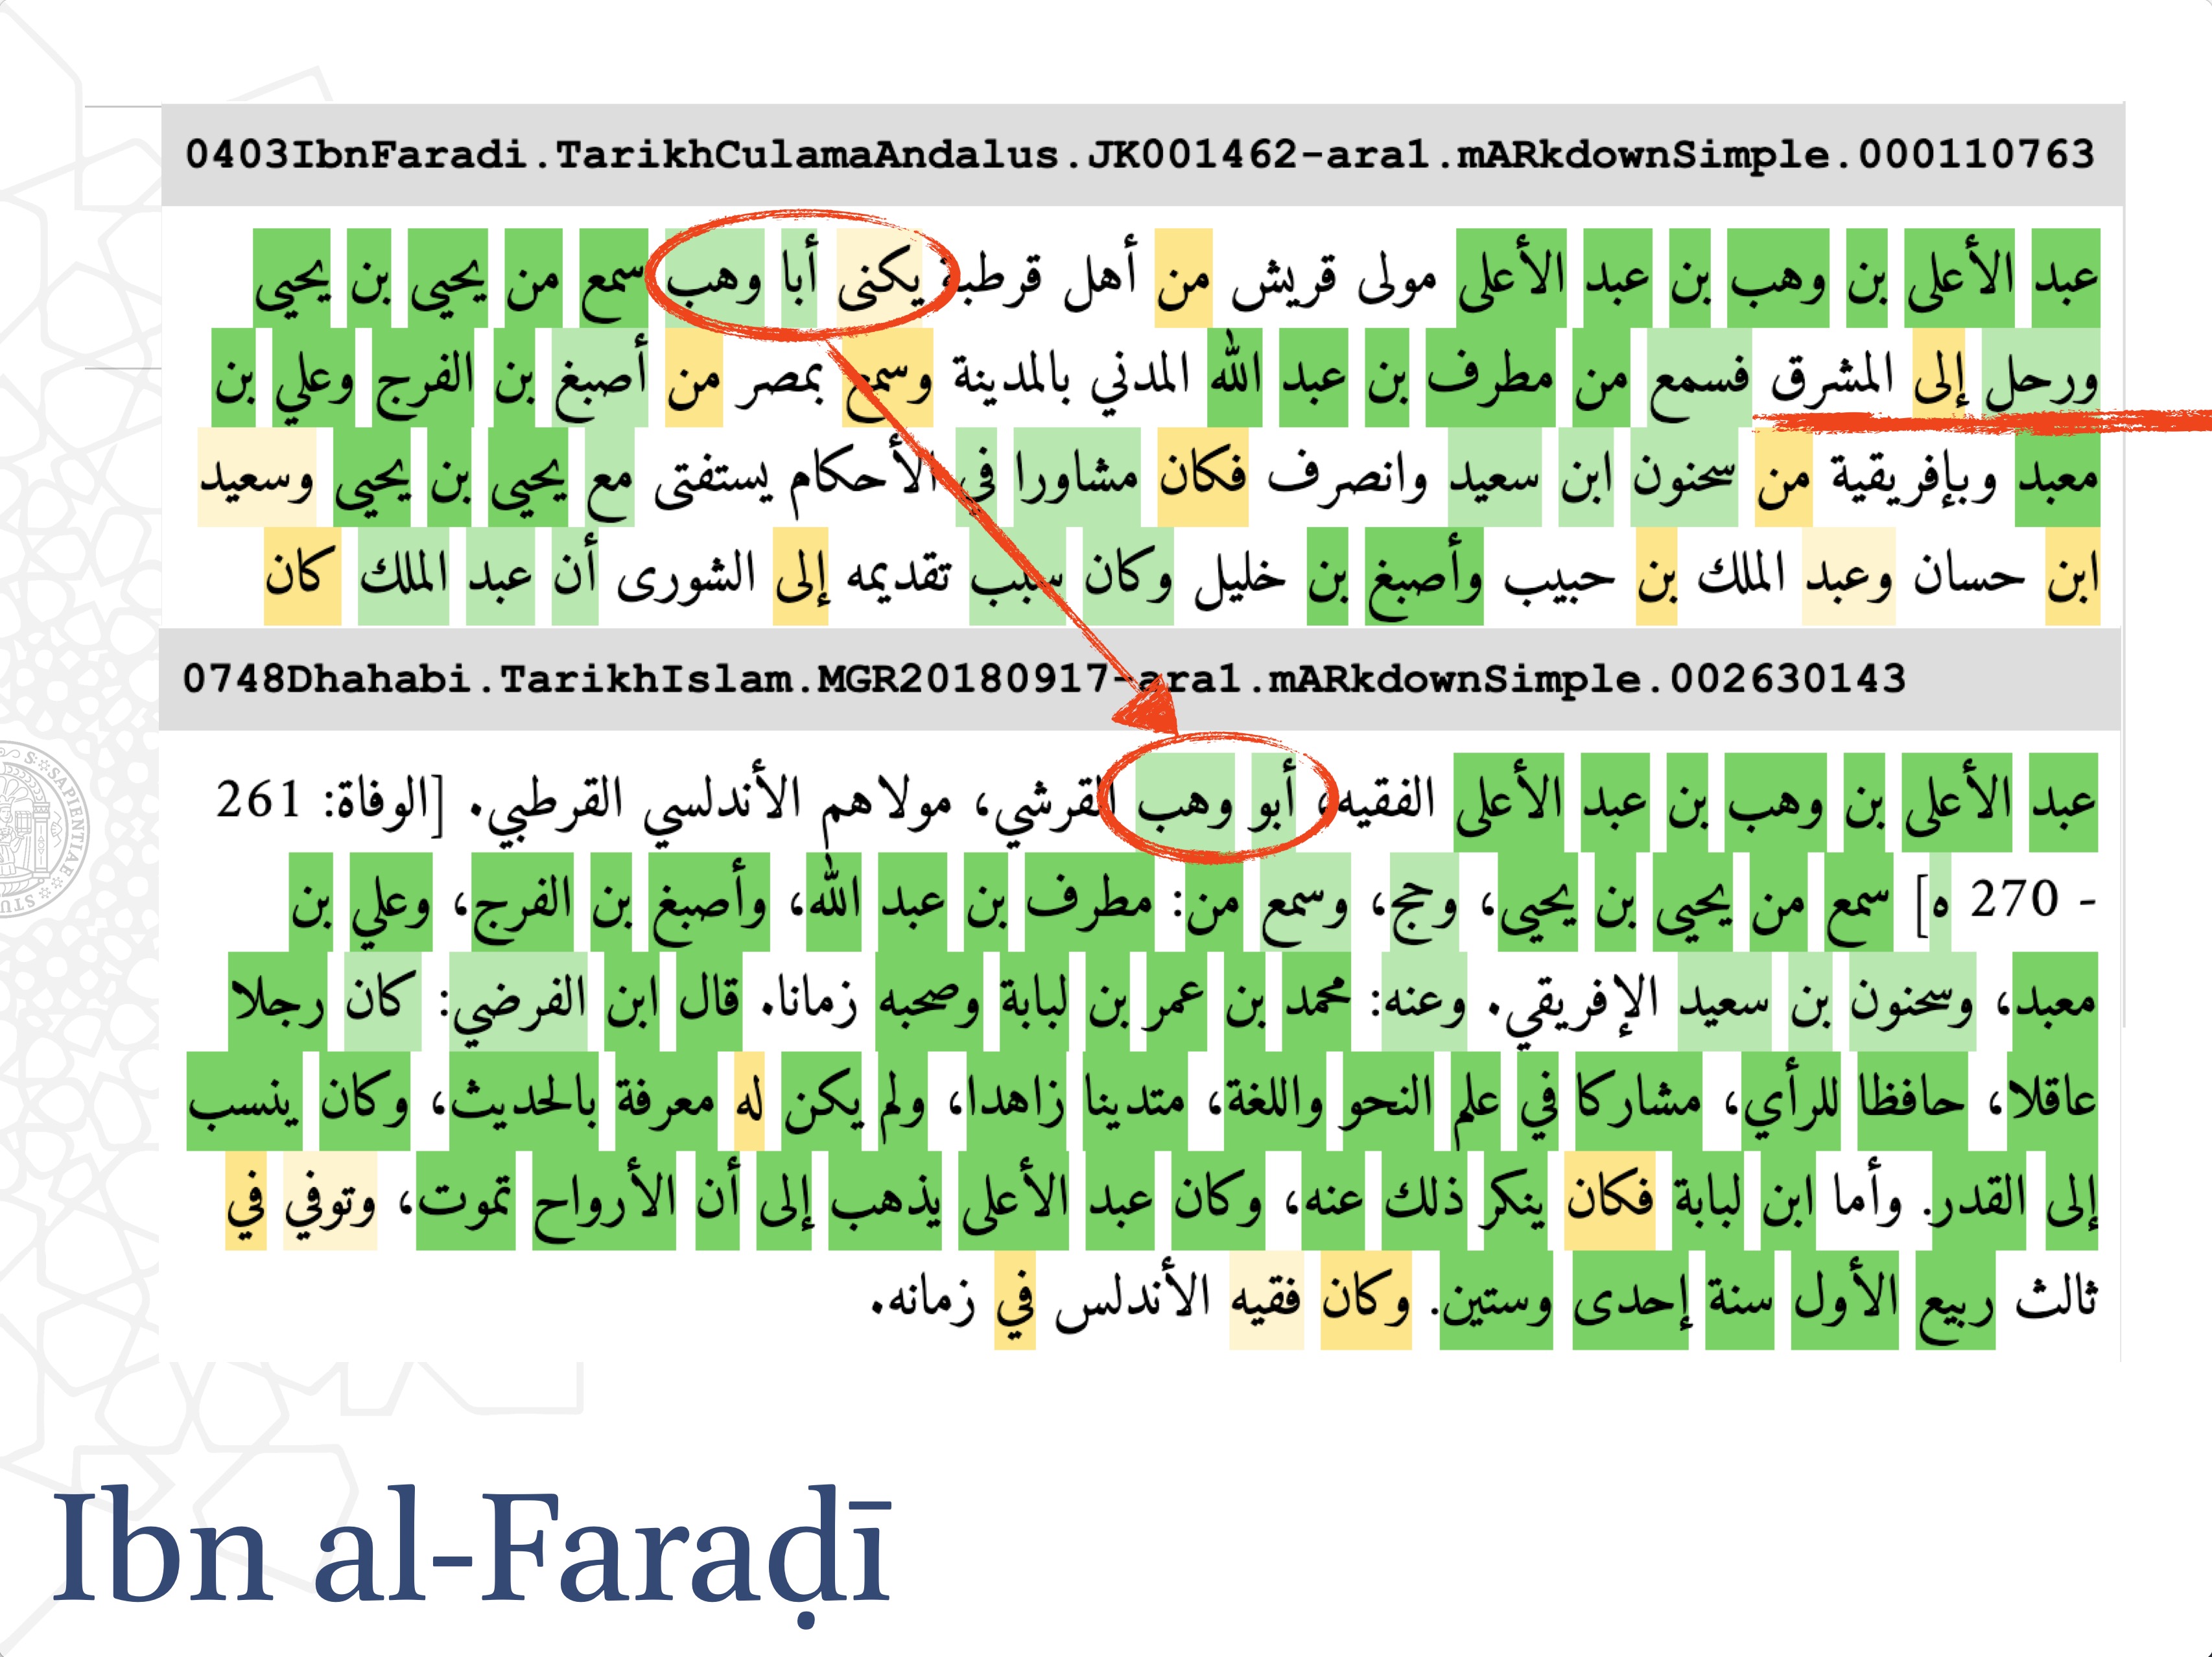 0403IbnFaradi.TarikhCulamaAndalus.JK001462-ara1.mARkdownSimple.000110763
عبد الأعلى بن وهب بن عبد الأعلى مولى قريش من أهل قرطبة يكنى أبا وهب سمع من يحيى بن يحيى
ورحل إلى المشرق فسمع من مطرف بن عبد الله المدني بالمدينة وسمع بمصر من أصبغ بن الفرج وعلي بن
معبد وبإفريقية من سحنون ابن سعيد وانصرف فكان مشاورا في الأحكام يستفتى مع يحيى بن يحيى وسعيد
ابن حسان وعبد الملك بن حبيب وأصبغ بن خليل وكان سبب تقديمه إلى الشورى أن عبد الملك كان
0748Dhahabi.TarikhIslam.MGR20180917-ara1.mARkdownSimple.002630143
عبد الأعلى بن وهب بن عبد الأعلى الفقيه، أبو وهب القرشي، مولاهم الأندلسي القرطبي. [الوفاة: 261
- 270 ه] سمع من يحيى بن يحيى، وحج، وسمع من: مطرف بن عبد الله، وأصبغ بن الفرج، وعلي بن
معبد، وسحنون بن سعيد الإفريقي. وعنه: محمد بن عمر بن لبابة وصحبه زمانا. قال ابن الفرضي: كان رجلا
عاقلا، حافظا للرأي، مشاركا في علم النحو واللغة، متدينا زاهدا، ولم يكن له معرفة بالحديث، وكان ينسب
إلى القدر. وأما ابن لبابة فكان ينكر ذلك عنه، وكان عبد الأعلى يذهب إلى أن الأرواح تموت، وتوفي في
ثالث ربيع الأول سنة إحدى وستين. وكان فقيه الأندلس في زمانه.
SAPIENTIAE
Ibn al-Faraḍī